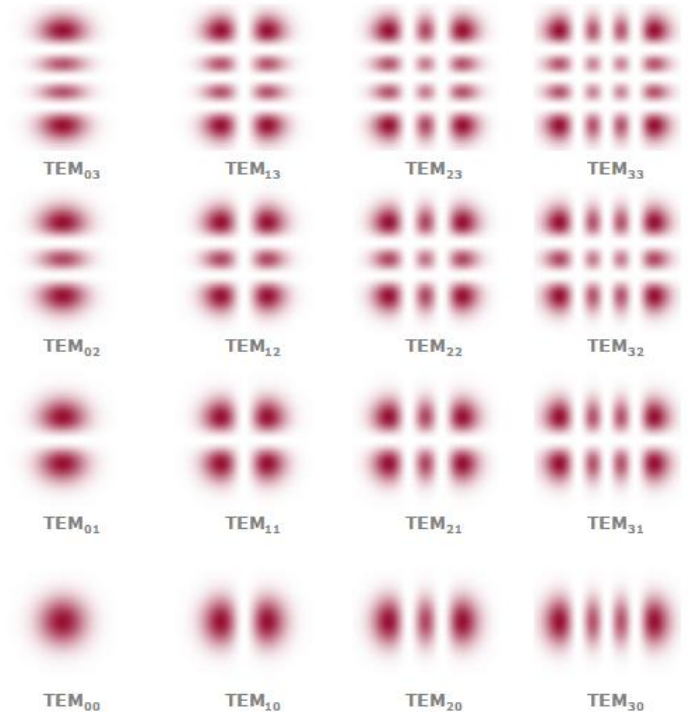 TEM₀₃ TEM₁₃ TEM₂₃ TEM₃₃
TEM₀₂ TEM₁₂ TEM₂₂ TEM₃₂
TEM₀₁ TEM₁₁ TEM₂₁ TEM₃₁
TEM₀₀ TEM₁₀ TEM₂₀ TEM₃₀